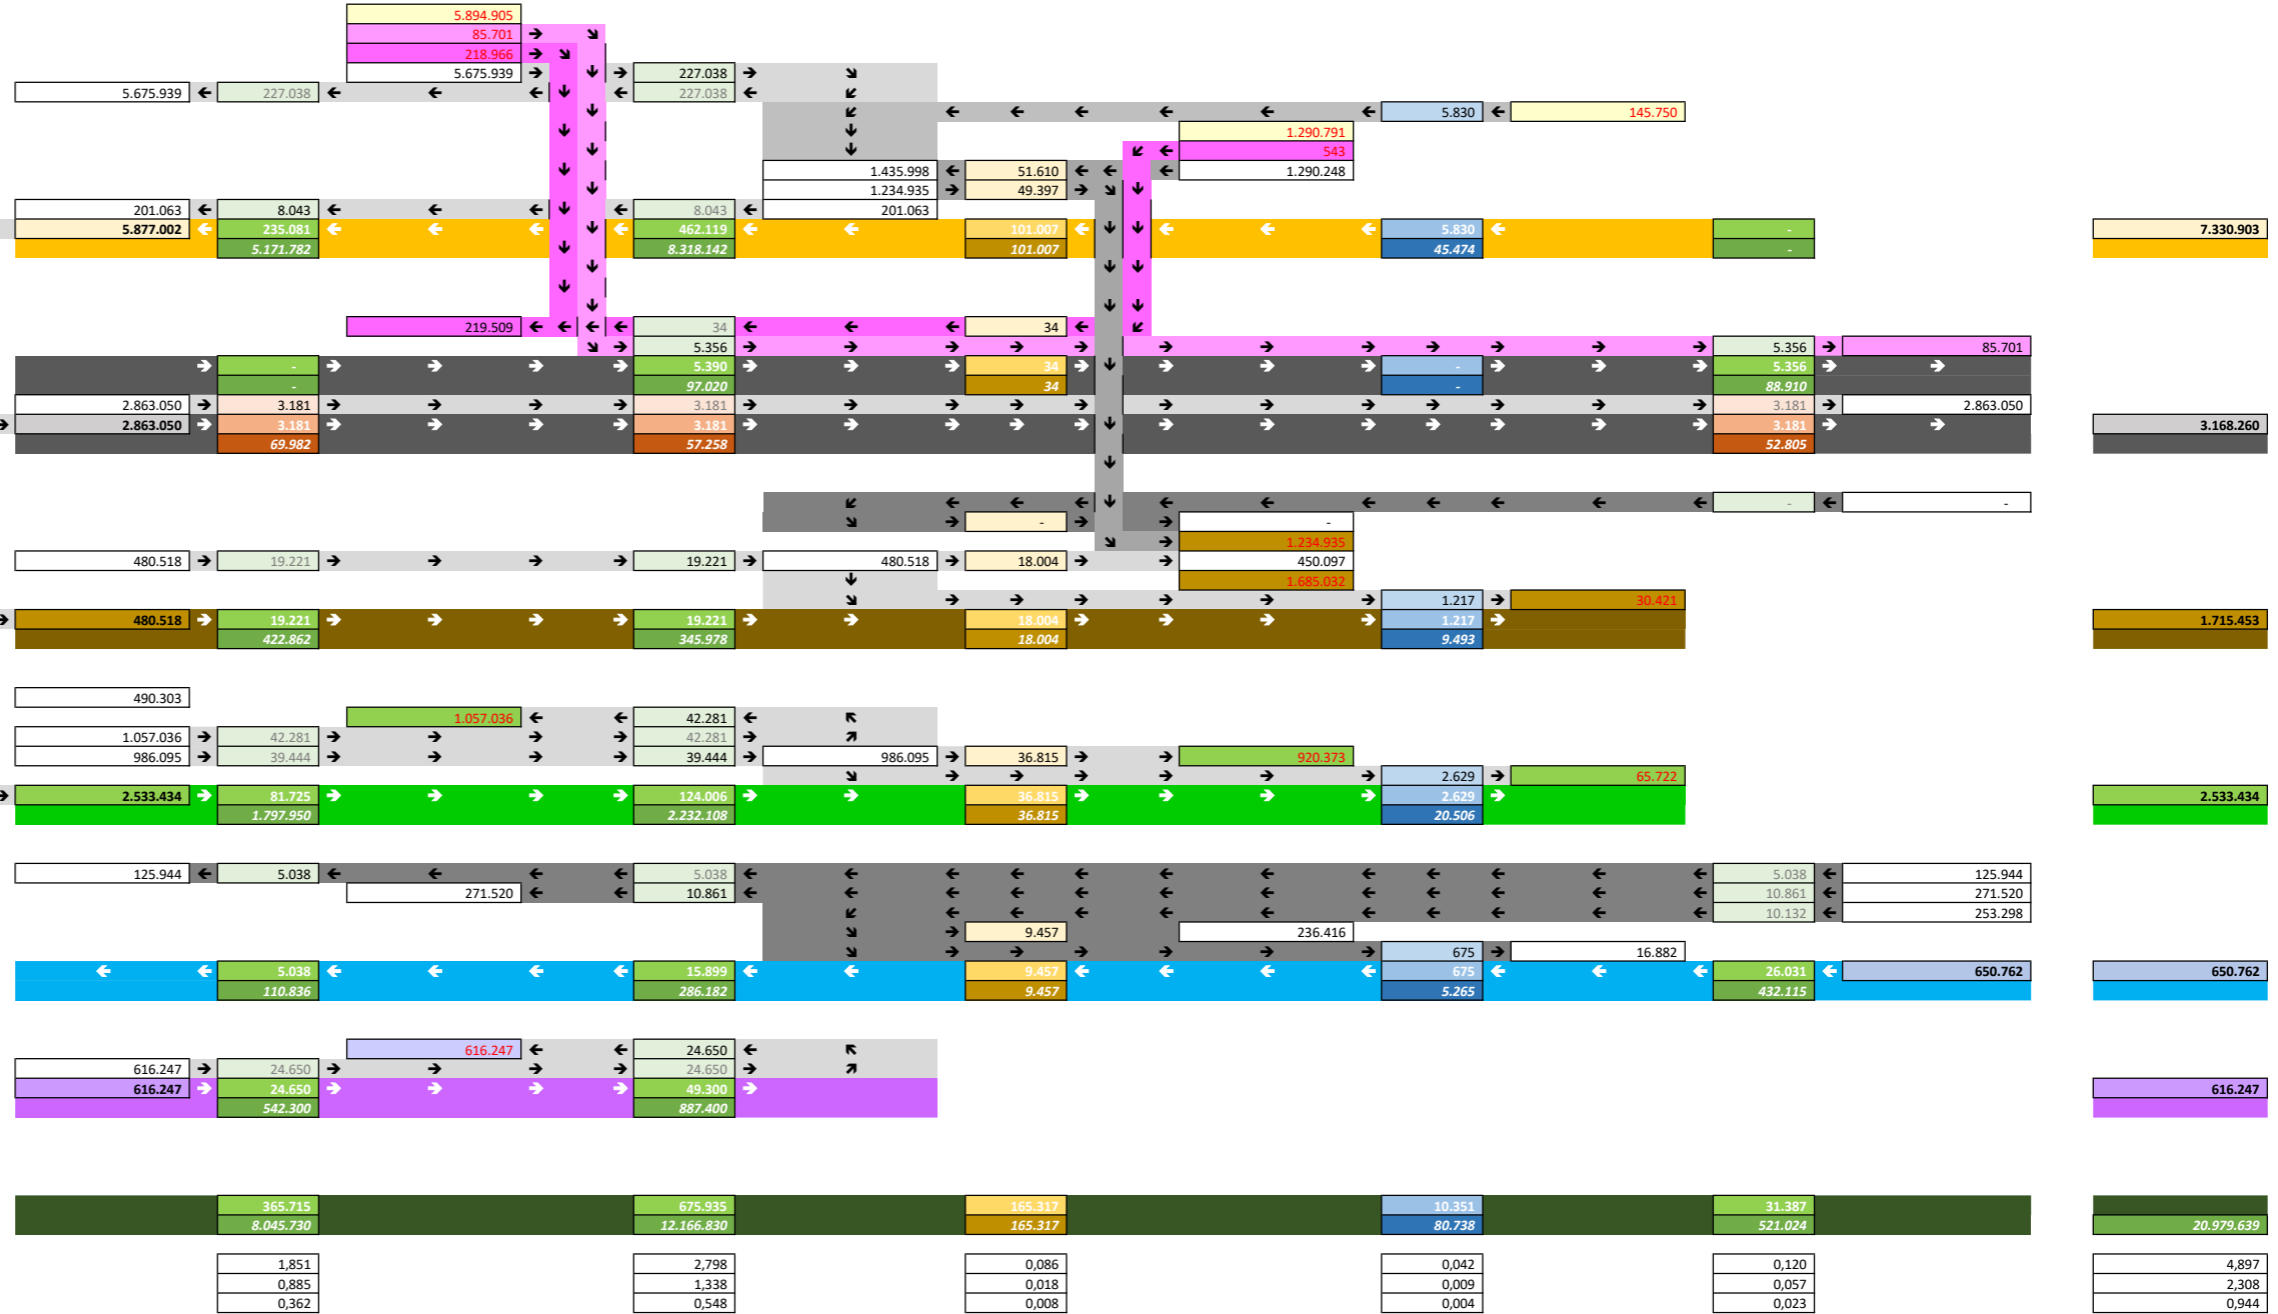 5.894.905
85.701
218.966
5.675.939 227.038
5.675.939 227.038 227.038
5.830 145.750
1.290.791
543
1.435.998 51.610 1.290.248
1.234.935 49.397
201.063 8.043 8.043 201.063
5.877.002 235.081 462.119 101.007 5.830 - 7.330.903
5.171.782 8.318.142 101.007 45.474 -
219.509 34 34
5.356 5.356 85.701
- 5.390 34 - 5.356
- 97.020 34 - 88.910
2.863.050 3.181 3.181 3.181 2.863.050
2.863.050 3.181 3.181 3.181 3.168.260
69.982 57.258 52.805
- -
- -
1.234.935
480.518 19.221 19.221 480.518 18.004 450.097
1.685.032
1.217 30.421
480.518 19.221 19.221 18.004 1.217 1.715.453
422.862 345.978 18.004 9.493
490.303
1.057.036 42.281
1.057.036 42.281 42.281
986.095 39.444 39.444 986.095 36.815 920.373
2.629 65.722
2.533.434 81.725 124.006 36.815 2.629 2.533.434
1.797.950 2.232.108 36.815 20.506
125.944 5.038 5.038 5.038 125.944
271.520 10.861 10.861 271.520
10.132 253.298
9.457 236.416
675 16.882
5.038 15.899 9.457 675 26.031 650.762 650.762
110.836 286.182 9.457 5.265 432.115
616.247 24.650
616.247 24.650 24.650
616.247 24.650 49.300 616.247
542.300 887.400
365.715 675.935 165.317 10.351 31.387
8.045.730 12.166.830 165.317 80.738 521.024 20.979.639
1,851 2,798 0,086 0,042 0,120 4,897
0,885 1,338 0,018 0,009 0,057 2,308
0,362 0,548 0,008 0,004 0,023 0,944